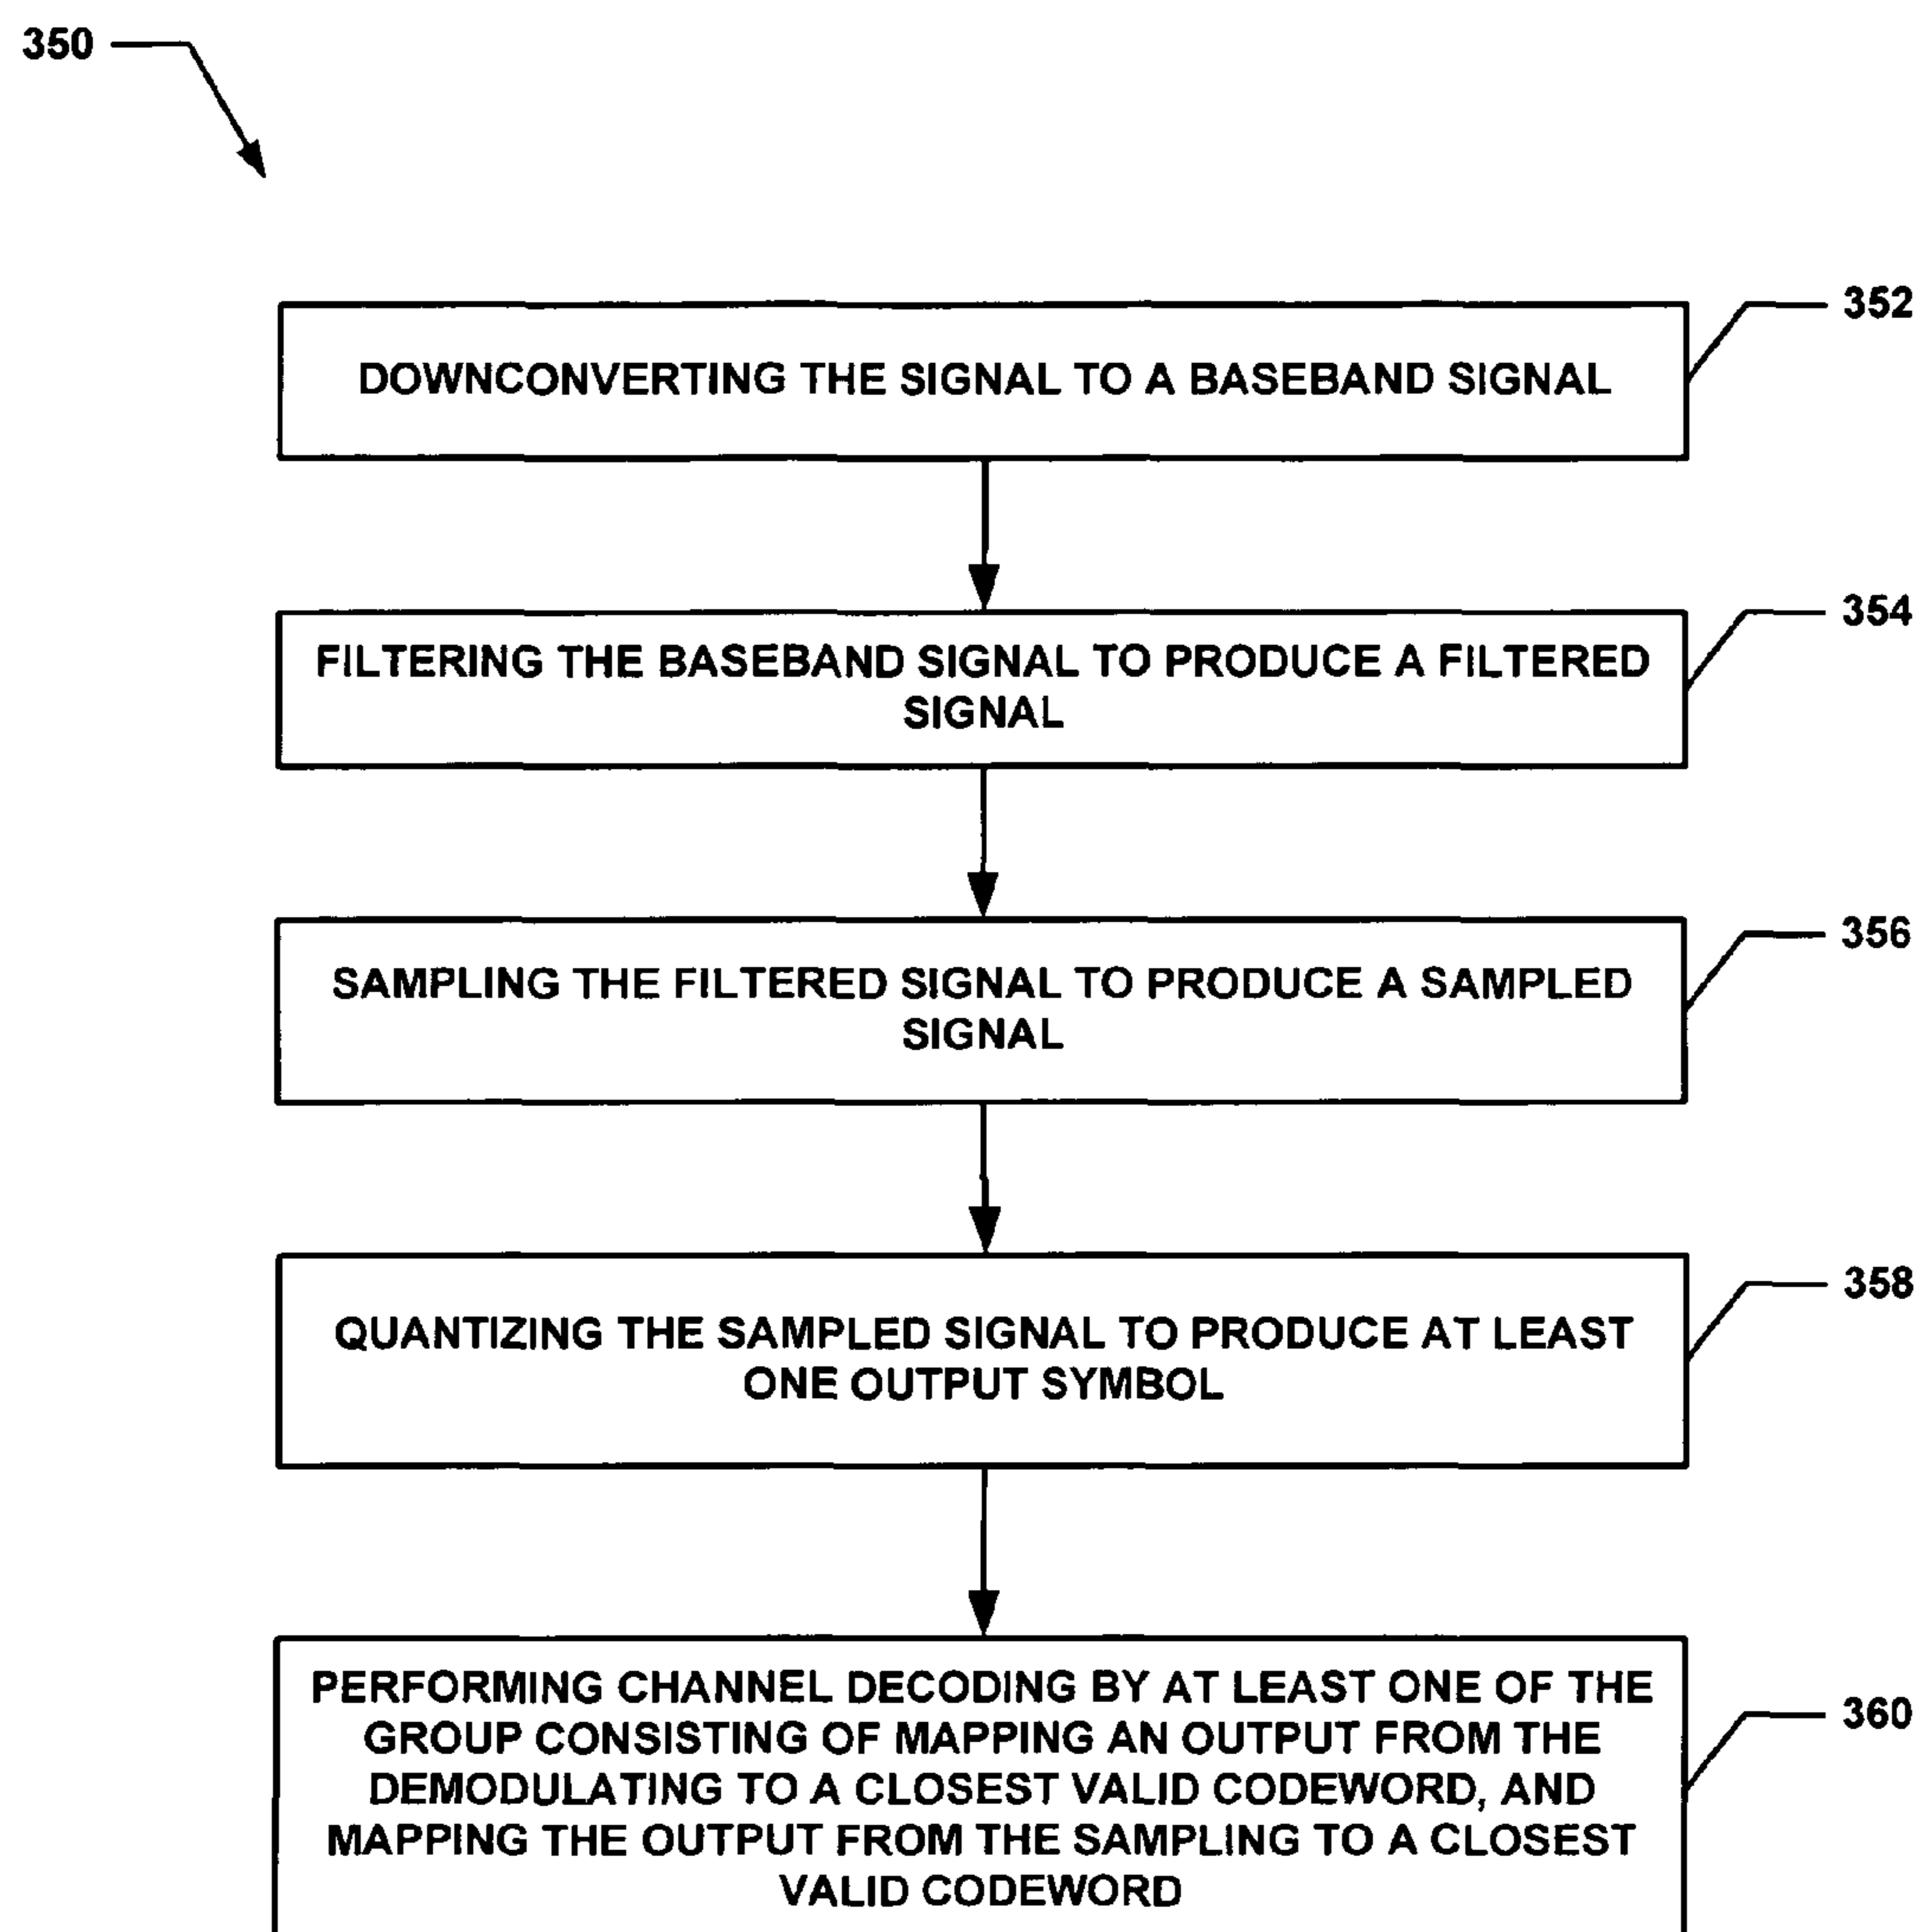 350
352
DOWNCONVERTING THE SIGNAL TO A BASEBAND SIGNAL
354
FILTERING THE BASEBAND SIGNAL TO PRODUCE A FILTERED
SIGNAL
356
SAMPLING THE FILTERED SIGNAL TO PRODUCE A SAMPLED
SIGNAL
358
QUANTIZING THE SAMPLED SIGNAL TO PRODUCE AT LEAST
ONE OUTPUT SYMBOL
360
PERFORMING CHANNEL DECODING BY AT LEAST ONE OF THE
GROUP CONSISTING OF MAPPING AN OUTPUT FROM THE
DEMODULATING TO A CLOSEST VALID CODEWORD, AND
MAPPING THE OUTPUT FROM THE SAMPLING TO A CLOSEST
VALID CODEWORD